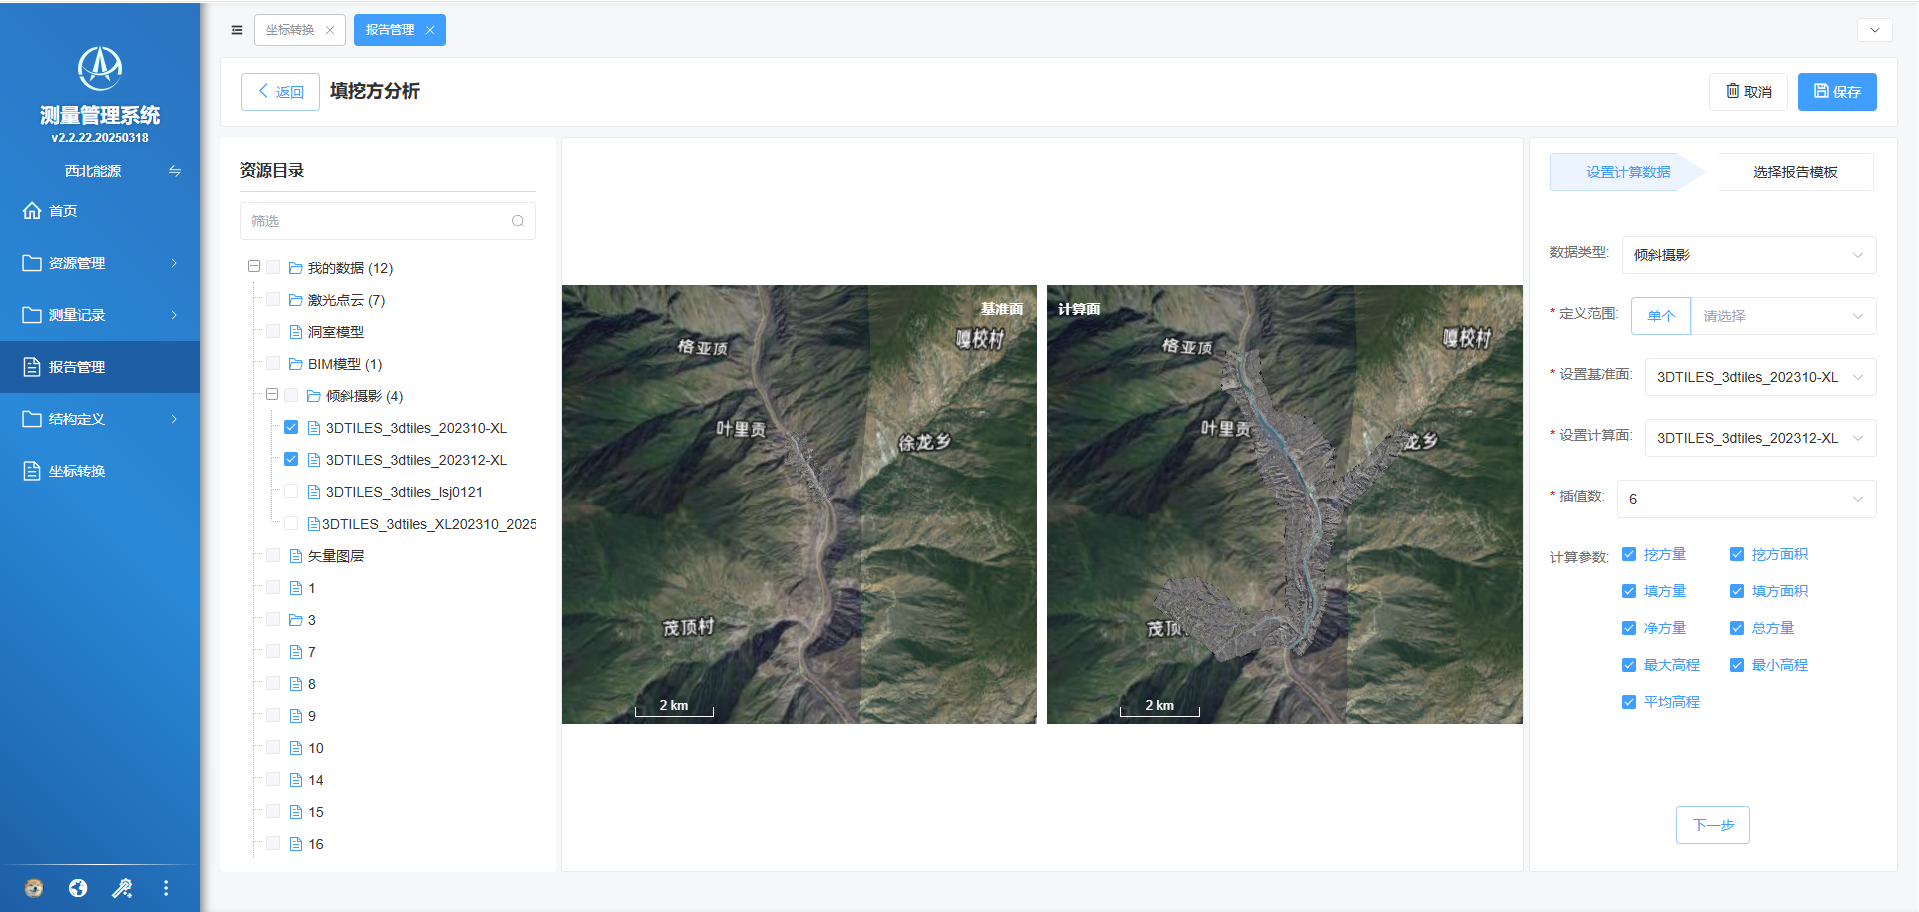 测量管理系统
v2.2.22.20250318
西北能源
首页
资源管理
测量记录
报告管理
结构定义
坐标转换
坐标转换
报告管理
返回
填挖方分析
取消
保存
资源目录
筛选
我的数据 (12)
激光点云 (7)
洞室模型
BIM模型 (1)
倾斜摄影 (4)
3DTILES_3dtiles_202310-XL
3DTILES_3dtiles_202312-XL
3DTILES_3dtiles_lsj0121
3DTILES_3dtiles_XL202310_2025
矢量图层
1
3
7
8
9
10
14
15
16
基准面
嘎校村
格亚顶
叶里贡
徐龙乡
茂顶村
2 km
计算面
嘎校村
格亚顶
叶里贡
龙乡
茂顶
2 km
设置计算数据
选择报告模板
数据类型:
倾斜摄影
* 定义范围:
单个
请选择
* 设置基准面:
3DTILES_3dtiles_202310-XL
* 设置计算面:
3DTILES_3dtiles_202312-XL
* 插值数:
6
计算参数:
挖方量
挖方面积
填方量
填方面积
净方量
总方量
最大高程
最小高程
平均高程
下一步